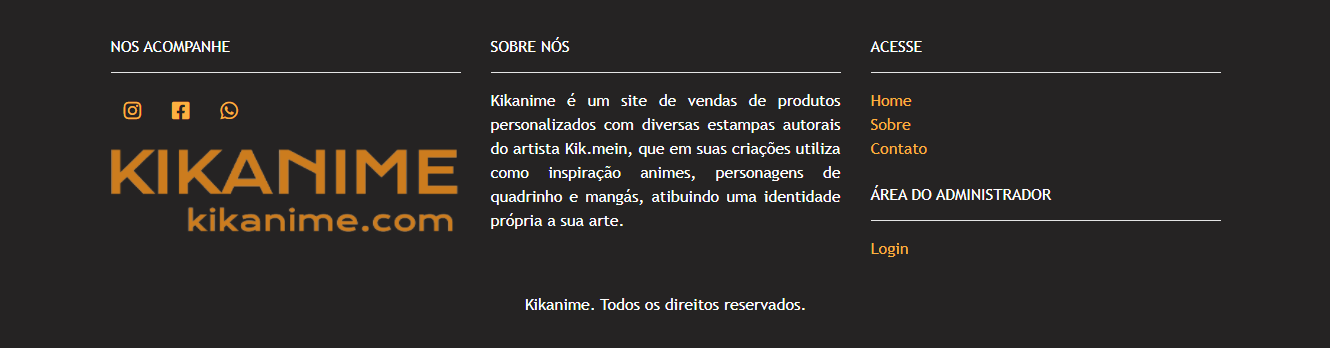 NOS ACOMPANHE
KIKANIME
kikanime.com
SOBRE NÓS
Kikanime é um site de vendas de produtos
personalizados com diversas estampas autorais
do artista Kik.mein, que em suas criações utiliza
como inspiração animes, personagens de
quadrinho e mangás, atibuindo uma identidade
própria a sua arte.
ACESSE
Home
Sobre
Contato
ÁREA DO ADMINISTRADOR
Login
Kikanime. Todos os direitos reservados.